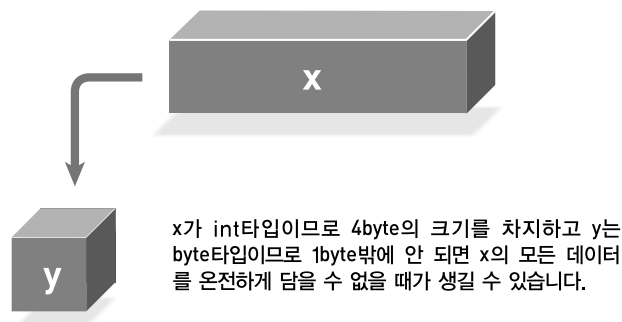 x
y
x가 int타입이므로 4byte의 크기를 차지하고 y는
byte타입이므로 1byte밖에 안 되면 x의 모든 데이터
를 온전하게 담을 수 없을 때가 생길 수 있습니다.